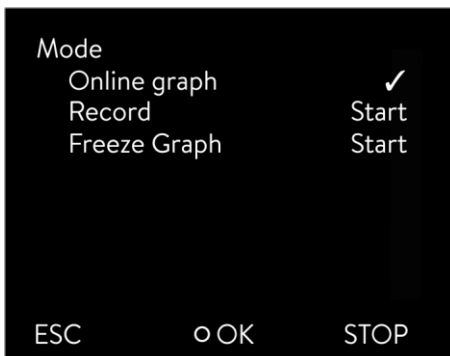 Mode
Online graph ✓
Record Start
Freeze Graph Start
ESC OK STOP